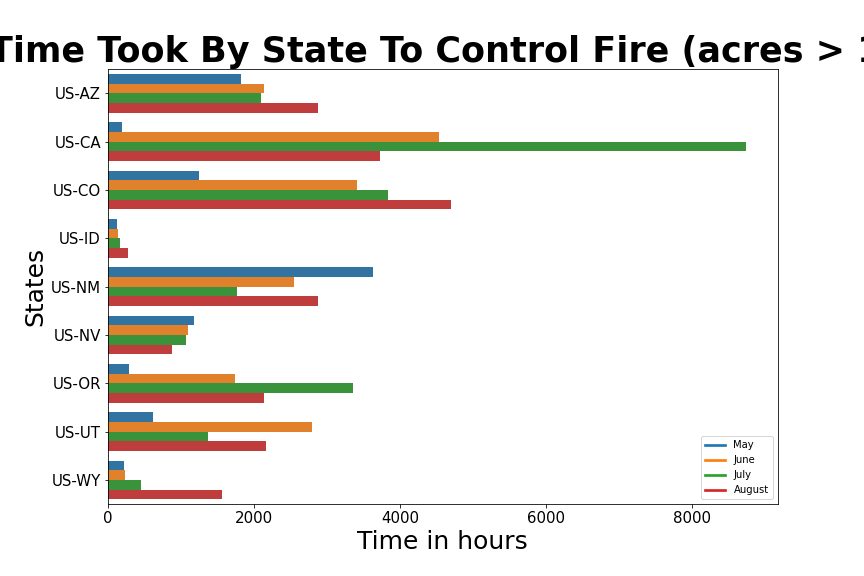 Time Took By State To Control Fire (acres > 1
US-AZ
US-CA
US-CO
US-ID
US-NM
US-NV
US-OR
US-UT
US-WY
States
May
June
July
August
0 2000 4000 6000 8000
Time in hours